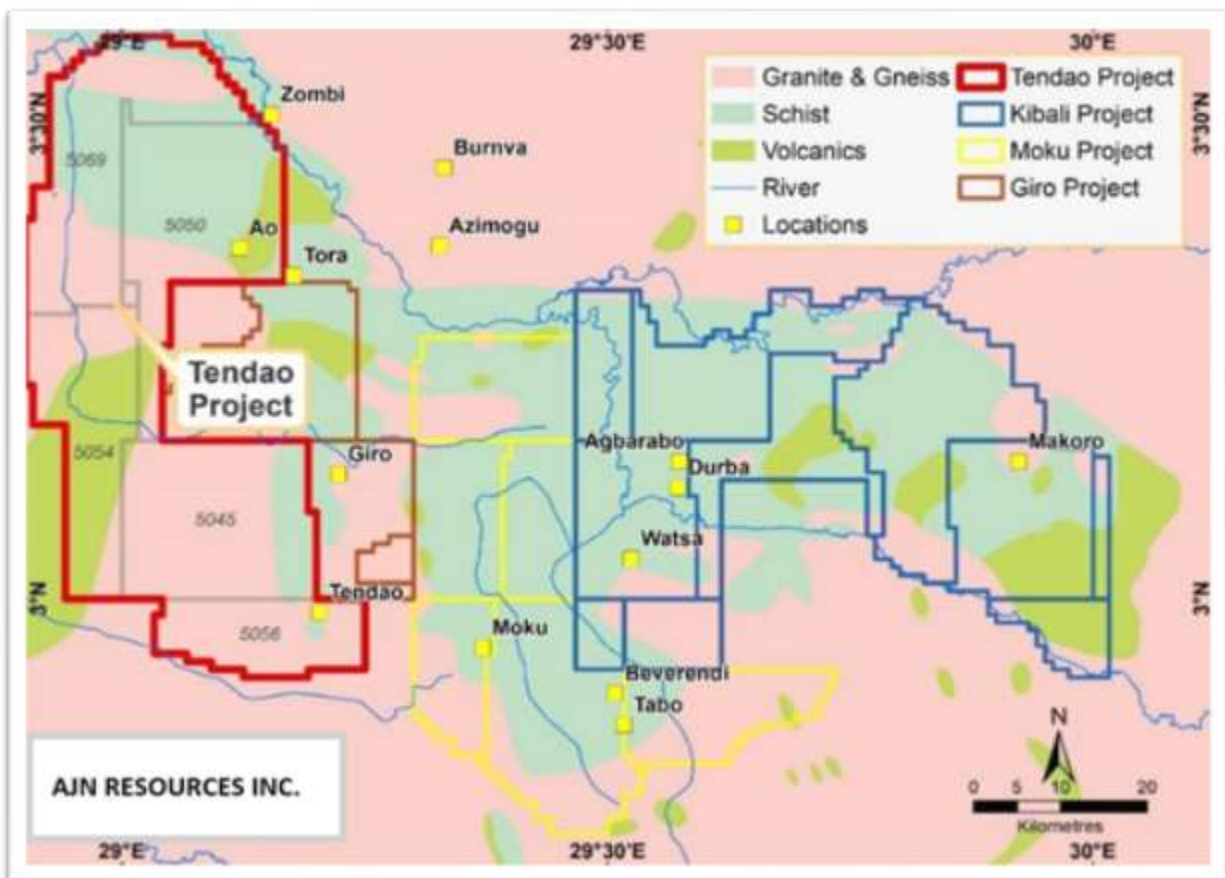 29°E
29°30'E
30°E
3°30'N
3°30'N
Granite & Gneiss
Schist
Volcanics
River
Locations
Tendao Project
Kibali Project
Moku Project
Giro Project
Zombi
Burnva
5069
5050
Ao
Azimogu
Tora
Tendao
Project
5054
Giro
Agbarabo
Durba
Makoro
5045
Watsa
3°N
3°N
Tendao
5056
Moku
Beverendi
Tabo
N
AJN RESOURCES INC.
0 5 10 20
Kilometres
29°E
29°30'E
30°E